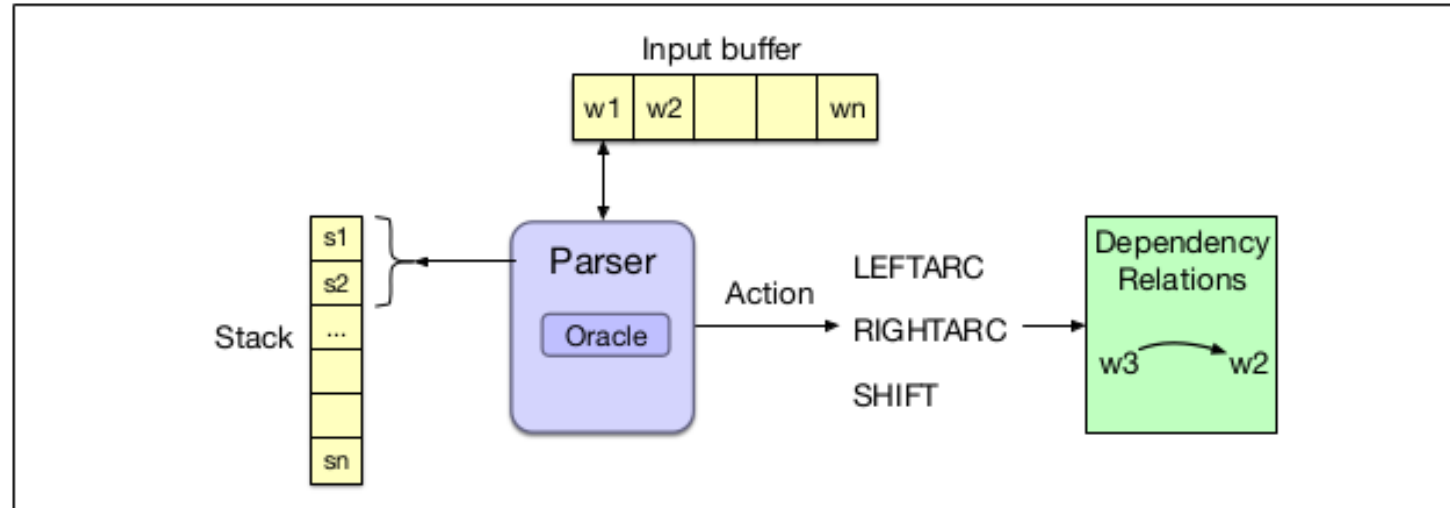 Input buffer
w1 w2 wn
s1
s2
...
sn
Stack
Parser
Oracle
Action
LEFTARC
RIGHTARC
SHIFT
Dependency
Relations
w3 w2